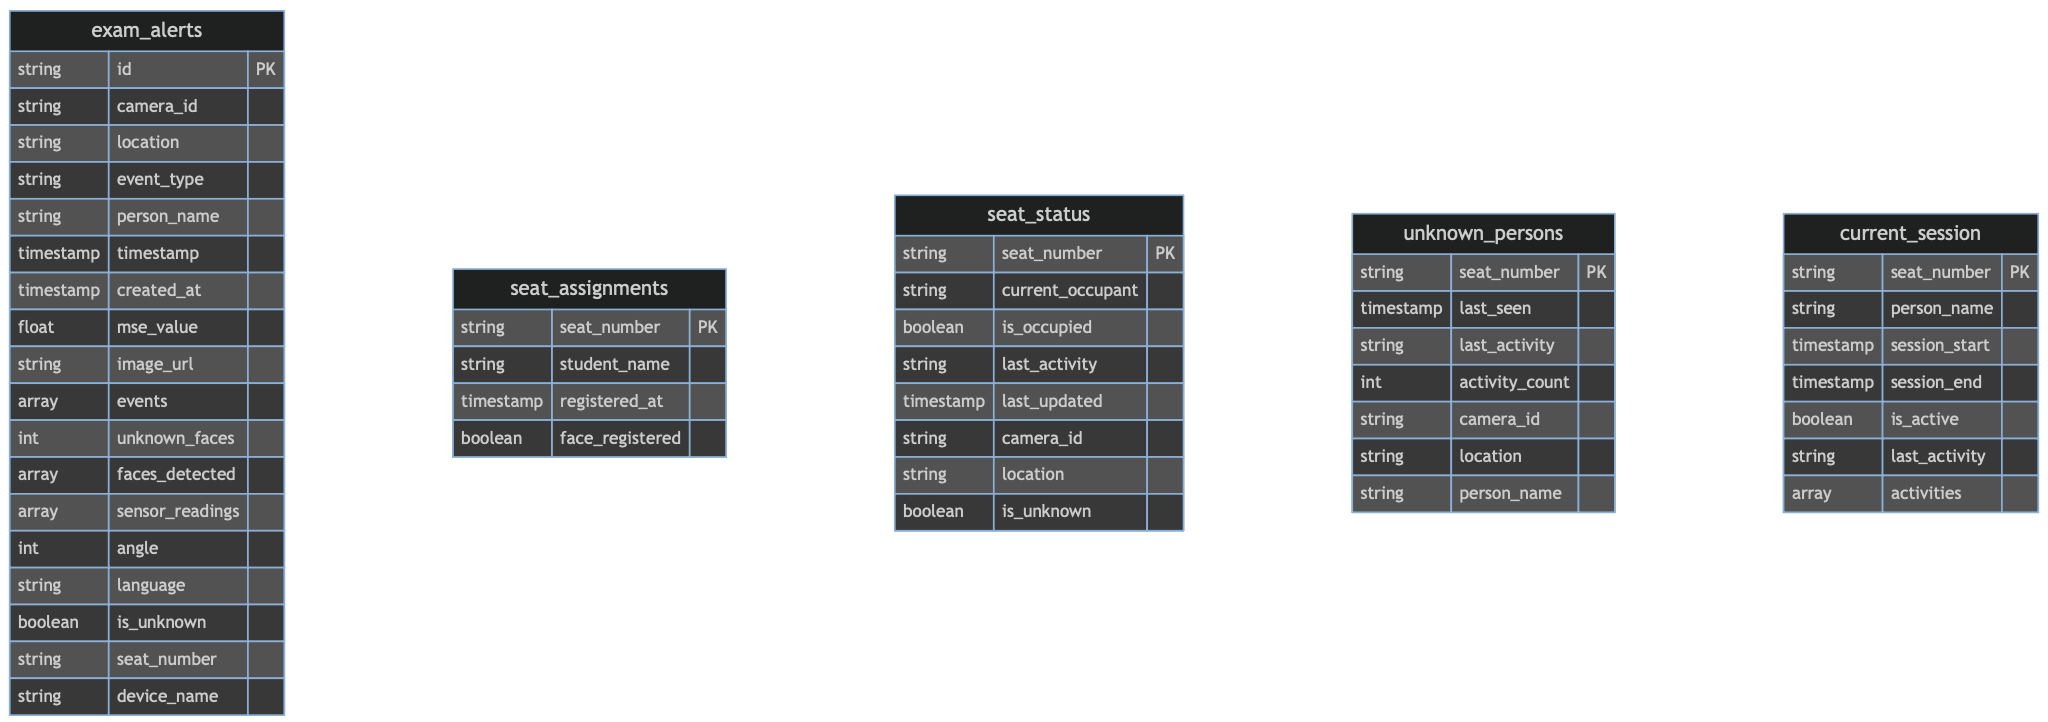 exam_alerts
string id PK
string camera_id
string location
string event_type
string person_name
timestamp timestamp
timestamp created_at
float mse_value
string image_url
array events
int unknown_faces
array faces_detected
array sensor_readings
int angle
string language
boolean is_unknown
string seat_number
string device_name
seat_assignments
string seat_number PK
string student_name
timestamp registered_at
boolean face_registered
seat_status
string seat_number PK
string current_occupant
boolean is_occupied
string last_activity
timestamp last_updated
string camera_id
string location
boolean is_unknown
unknown_persons
string seat_number PK
timestamp last_seen
string last_activity
int activity_count
string camera_id
string location
string person_name
current_session
string seat_number PK
string person_name
timestamp session_start
timestamp session_end
boolean is_active
string last_activity
array activities